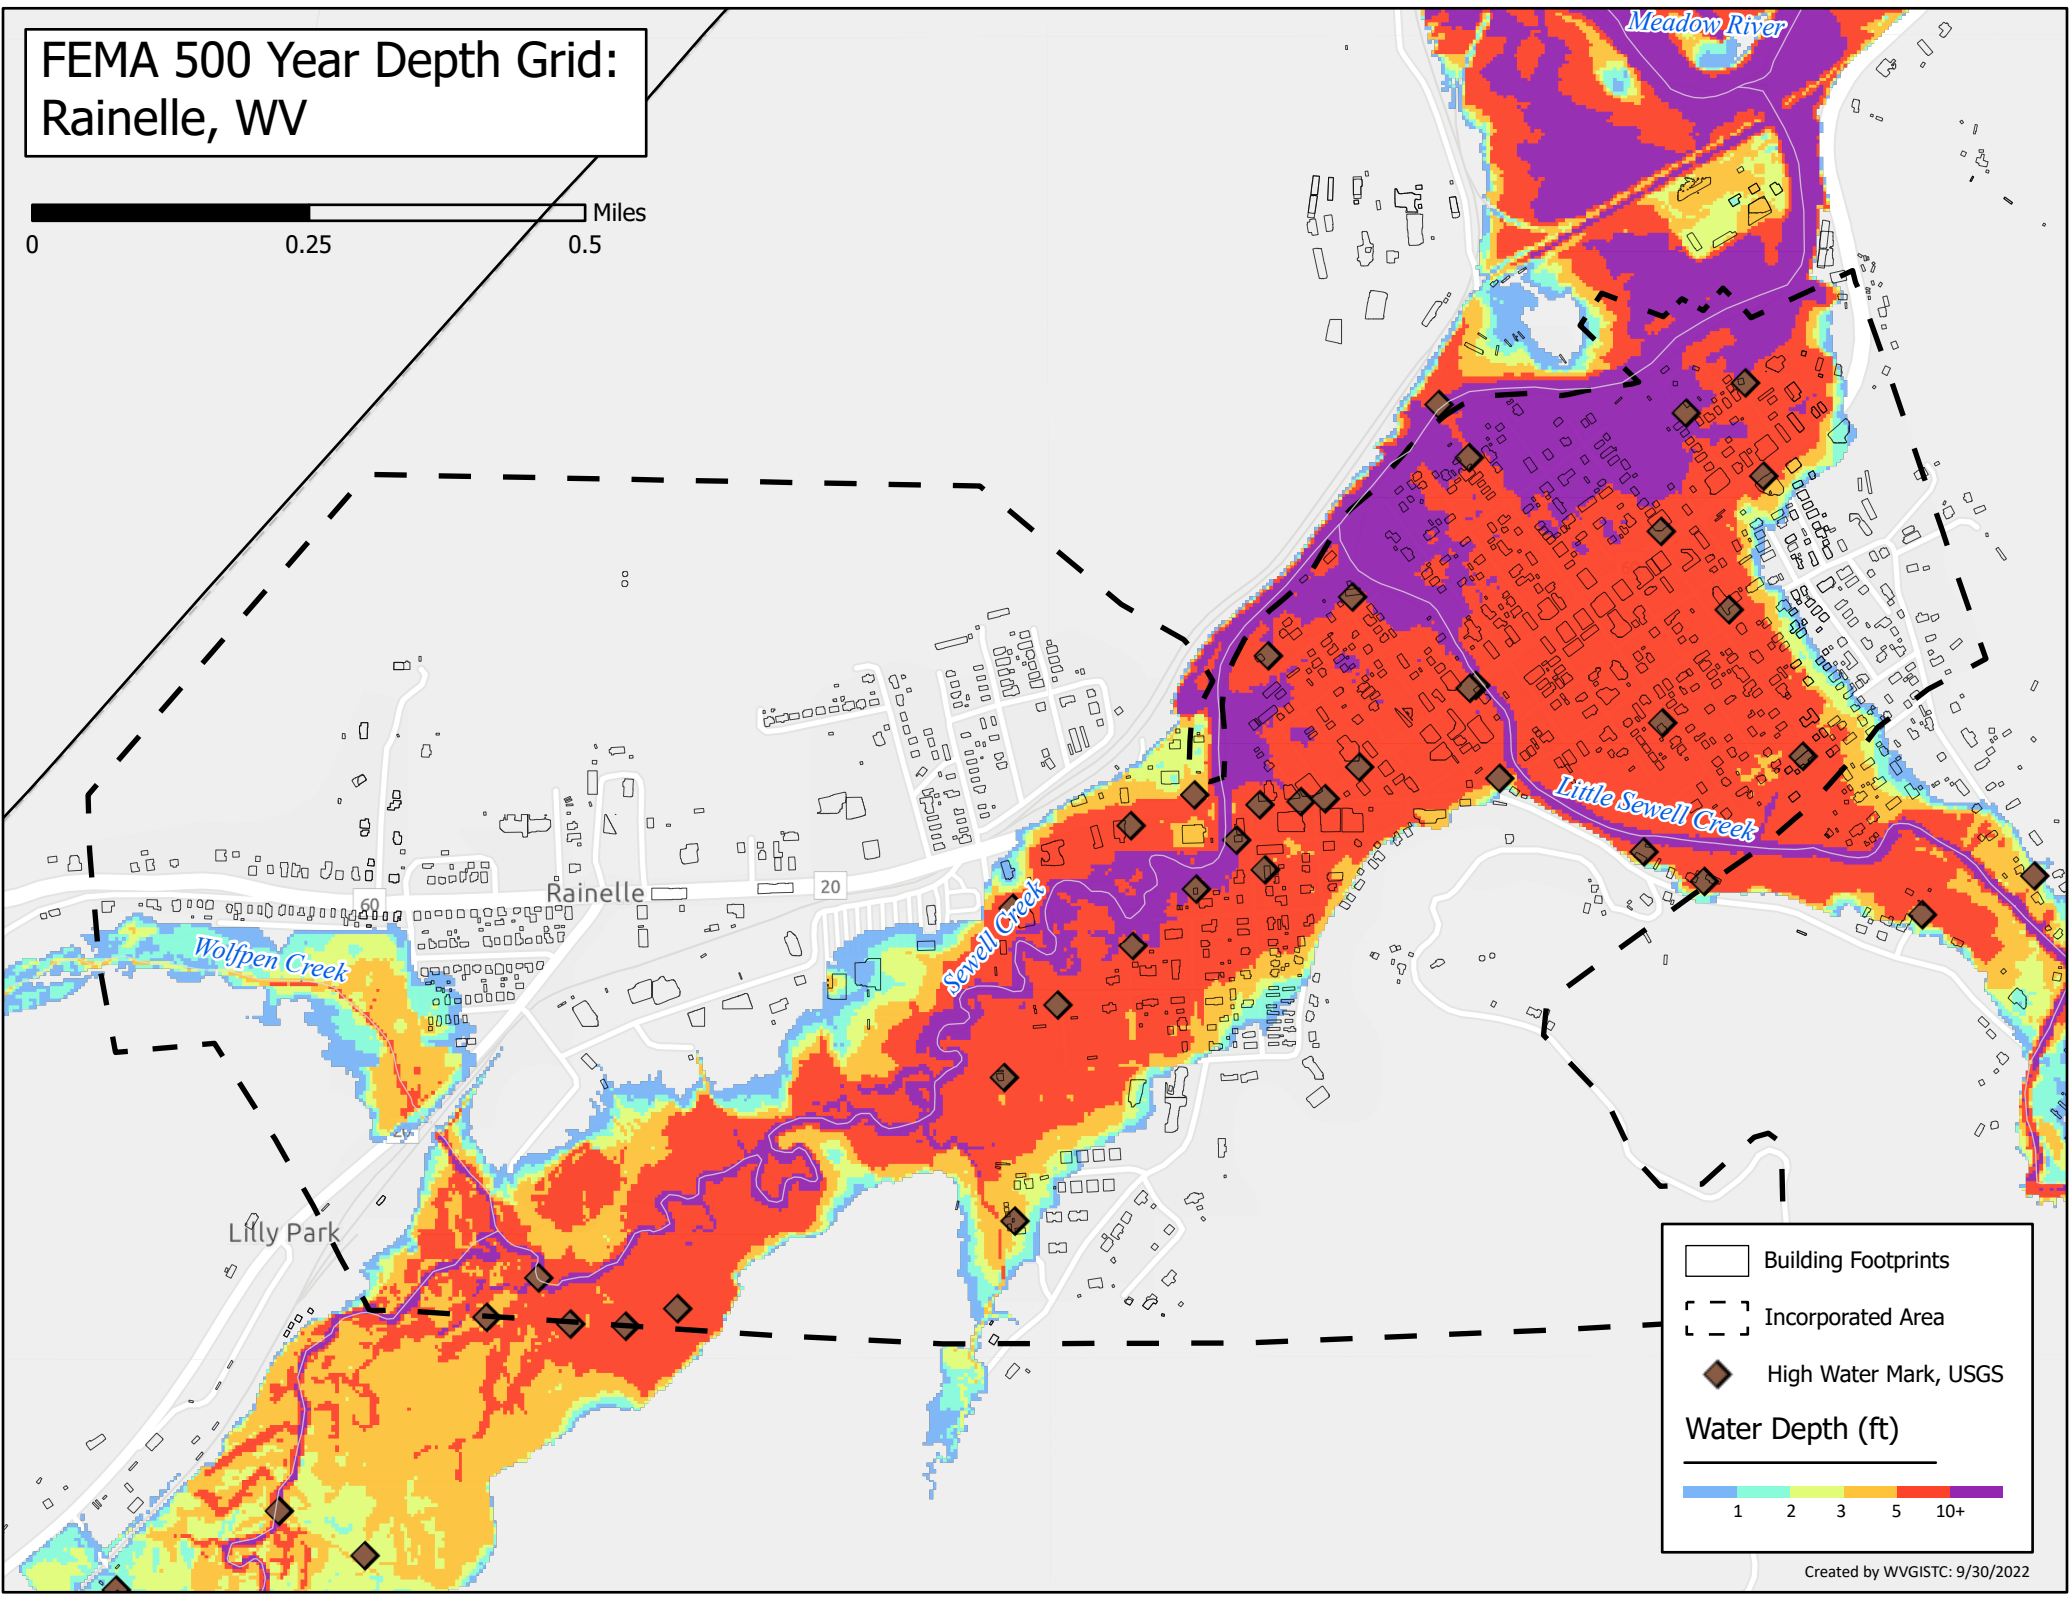 FEMA 500 Year Depth Grid:
Rainelle, WV
Miles
0 0.25 0.5
Meadow River
Little Sewell Creek
Rainelle
20
60
Sewell Creek
Wolfpen Creek
20
Lilly Park
Building Footprints
Incorporated Area
High Water Mark, USGS
Water Depth (ft)
1 2 3 5 10+
Created by WVGISTC: 9/30/2022